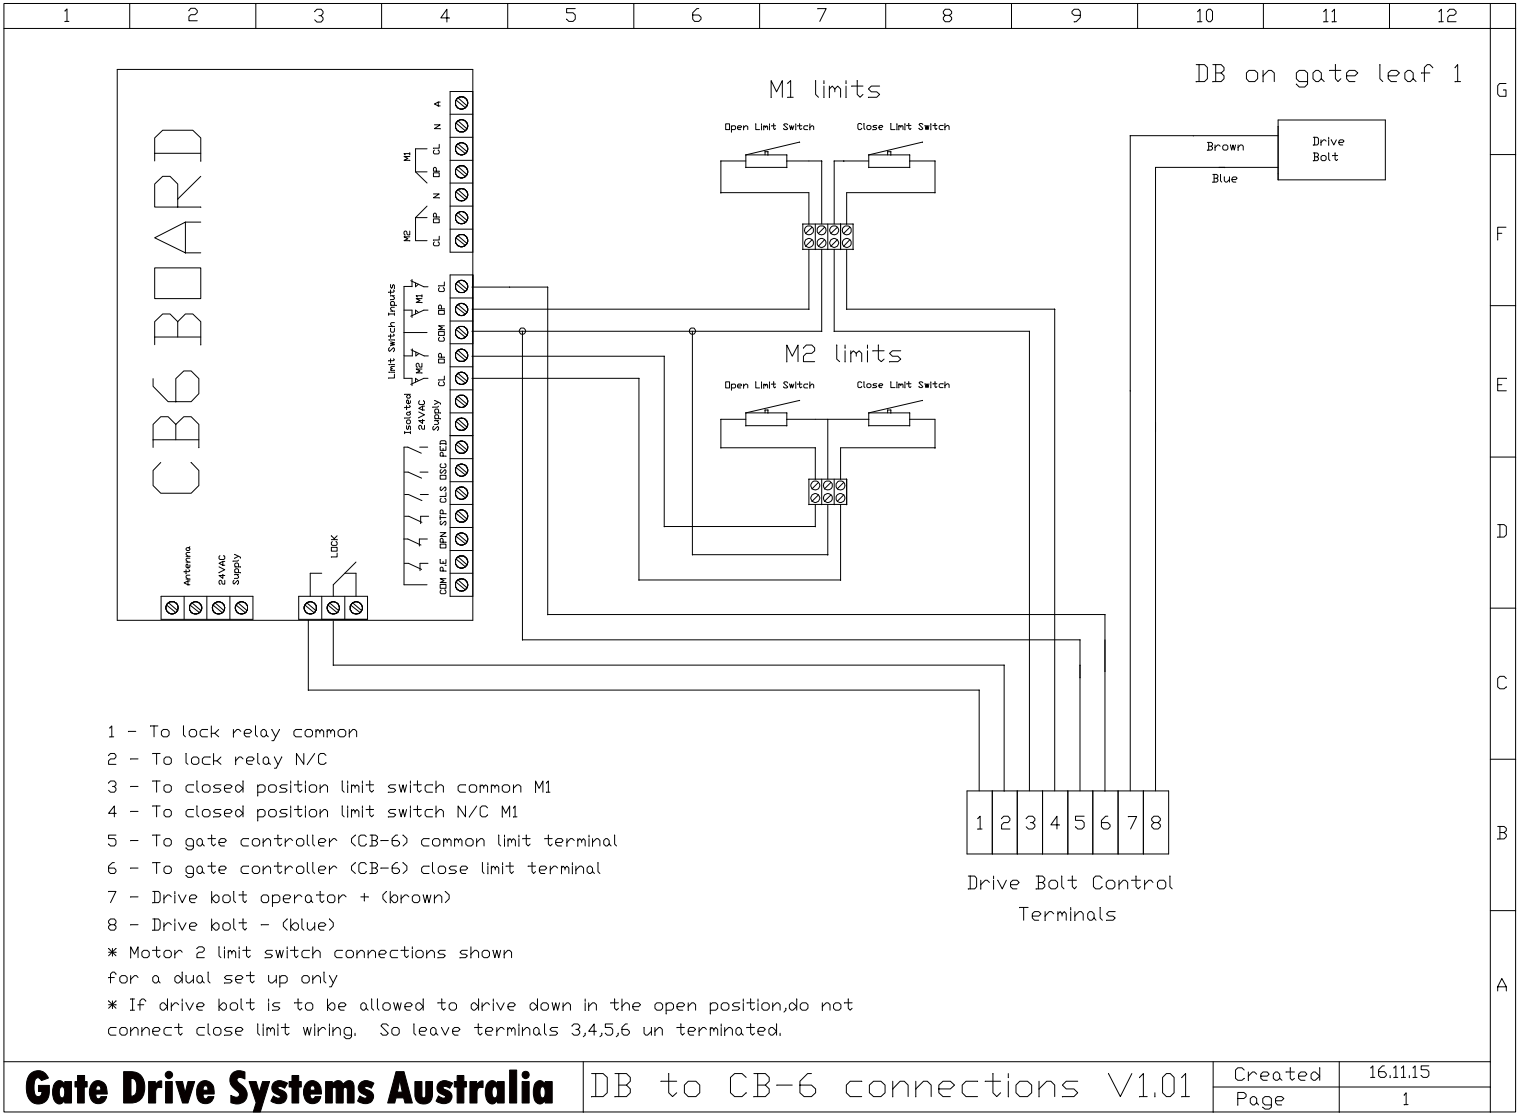 1 2 3 4 5 6 7 8 9 10 11 12
G
F
E
D
C
B
A
DB on gate leaf 1
CB6 BOARD
A
N
CL
OP
N
OP
CL
M1
M2
Limit Switch Inputs
M1
M2
CL
OP
COM
OP
CL
Isolated
24VAC
Supply
PED
OSC
CLS
STP
OPN
P.E
COM
Antenna
24VAC
Supply
LOCK
M1 limits
Open Limit Switch
Close Limit Switch
M2 limits
Open Limit Switch
Close Limit Switch
Brown
Blue
Drive
Bolt
1 2 3 4 5 6 7 8
Drive Bolt Control
Terminals
1 - To lock relay common
2 - To lock relay N/C
3 - To closed position limit switch common M1
4 - To closed position limit switch N/C M1
5 - To gate controller (CB-6) common limit terminal
6 - To gate controller (CB-6) close limit terminal
7 - Drive bolt operator + (brown)
8 - Drive bolt - (blue)
* Motor 2 limit switch connections shown
for a dual set up only
* If drive bolt is to be allowed to drive down in the open position,do not
connect close limit wiring. So leave terminals 3,4,5,6 un terminated.
Gate Drive Systems Australia
DB to CB-6 connections V1.01
Created 16.11.15
Page 1